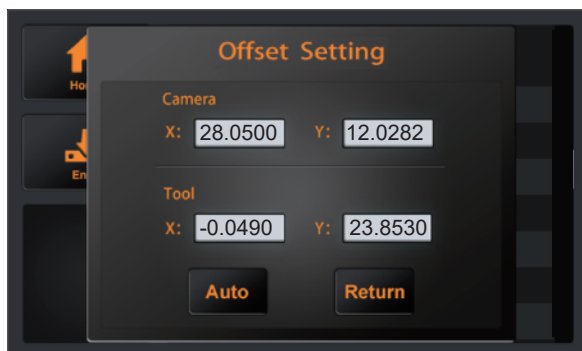 Offset Setting
Camera
X: 28.0500 Y: 12.0282
Tool
X: -0.0490 Y: 23.8530
Auto Return